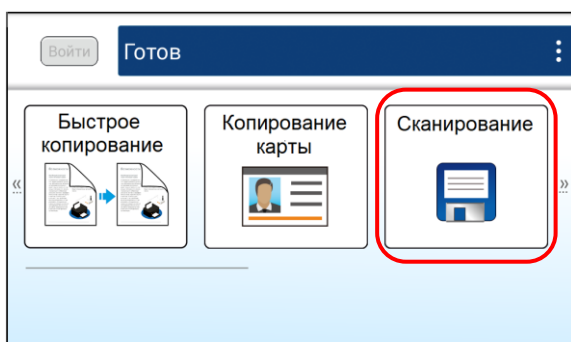 Войти
Готов
Быстрое
копирование
Копирование
карты
Сканирование
«
»